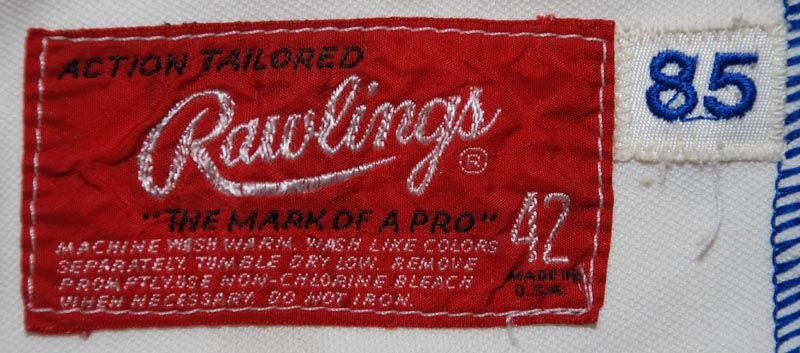 ACTION TAILORED
Rawlings ®
"THE MARK OF A PRO"
MACHINE WASH WARM. WASH LIKE COLORS
SEPARATELY. TUMBLE DRY LOW. REMOVE
PROMPTLY.USE NON-CHLORINE BLEACH
WHEN NECESSARY. DO NOT IRON.
42
MADE IN
U.S.A.
85